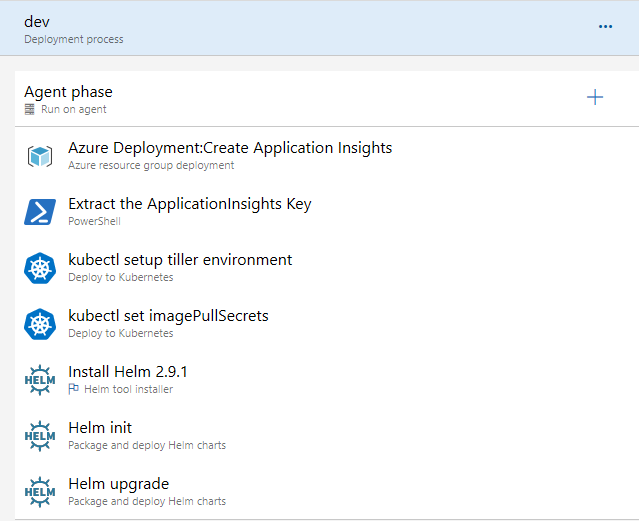 dev
Deployment process
Agent phase
Run on agent
Azure Deployment:Create Application Insights
Azure resource group deployment
Extract the ApplicationInsights Key
PowerShell
kubectl setup tiller environment
Deploy to Kubernetes
kubectl set imagePullSecrets
Deploy to Kubernetes
HELM
Install Helm 2.9.1
Helm tool installer
HELM
Helm init
Package and deploy Helm charts
HELM
Helm upgrade
Package and deploy Helm charts